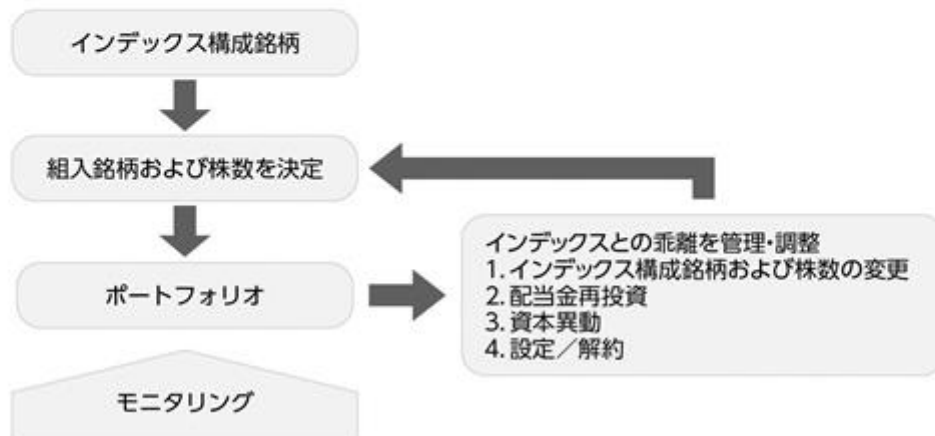 インデックス構成銘柄
組入銘柄および株数を決定
ポートフォリオ
インデックスとの乖離を管理・調整
1. インデックス構成銘柄および株数の変更
2. 配当金再投資
3. 資本異動
4. 設定／解約
モニタリング